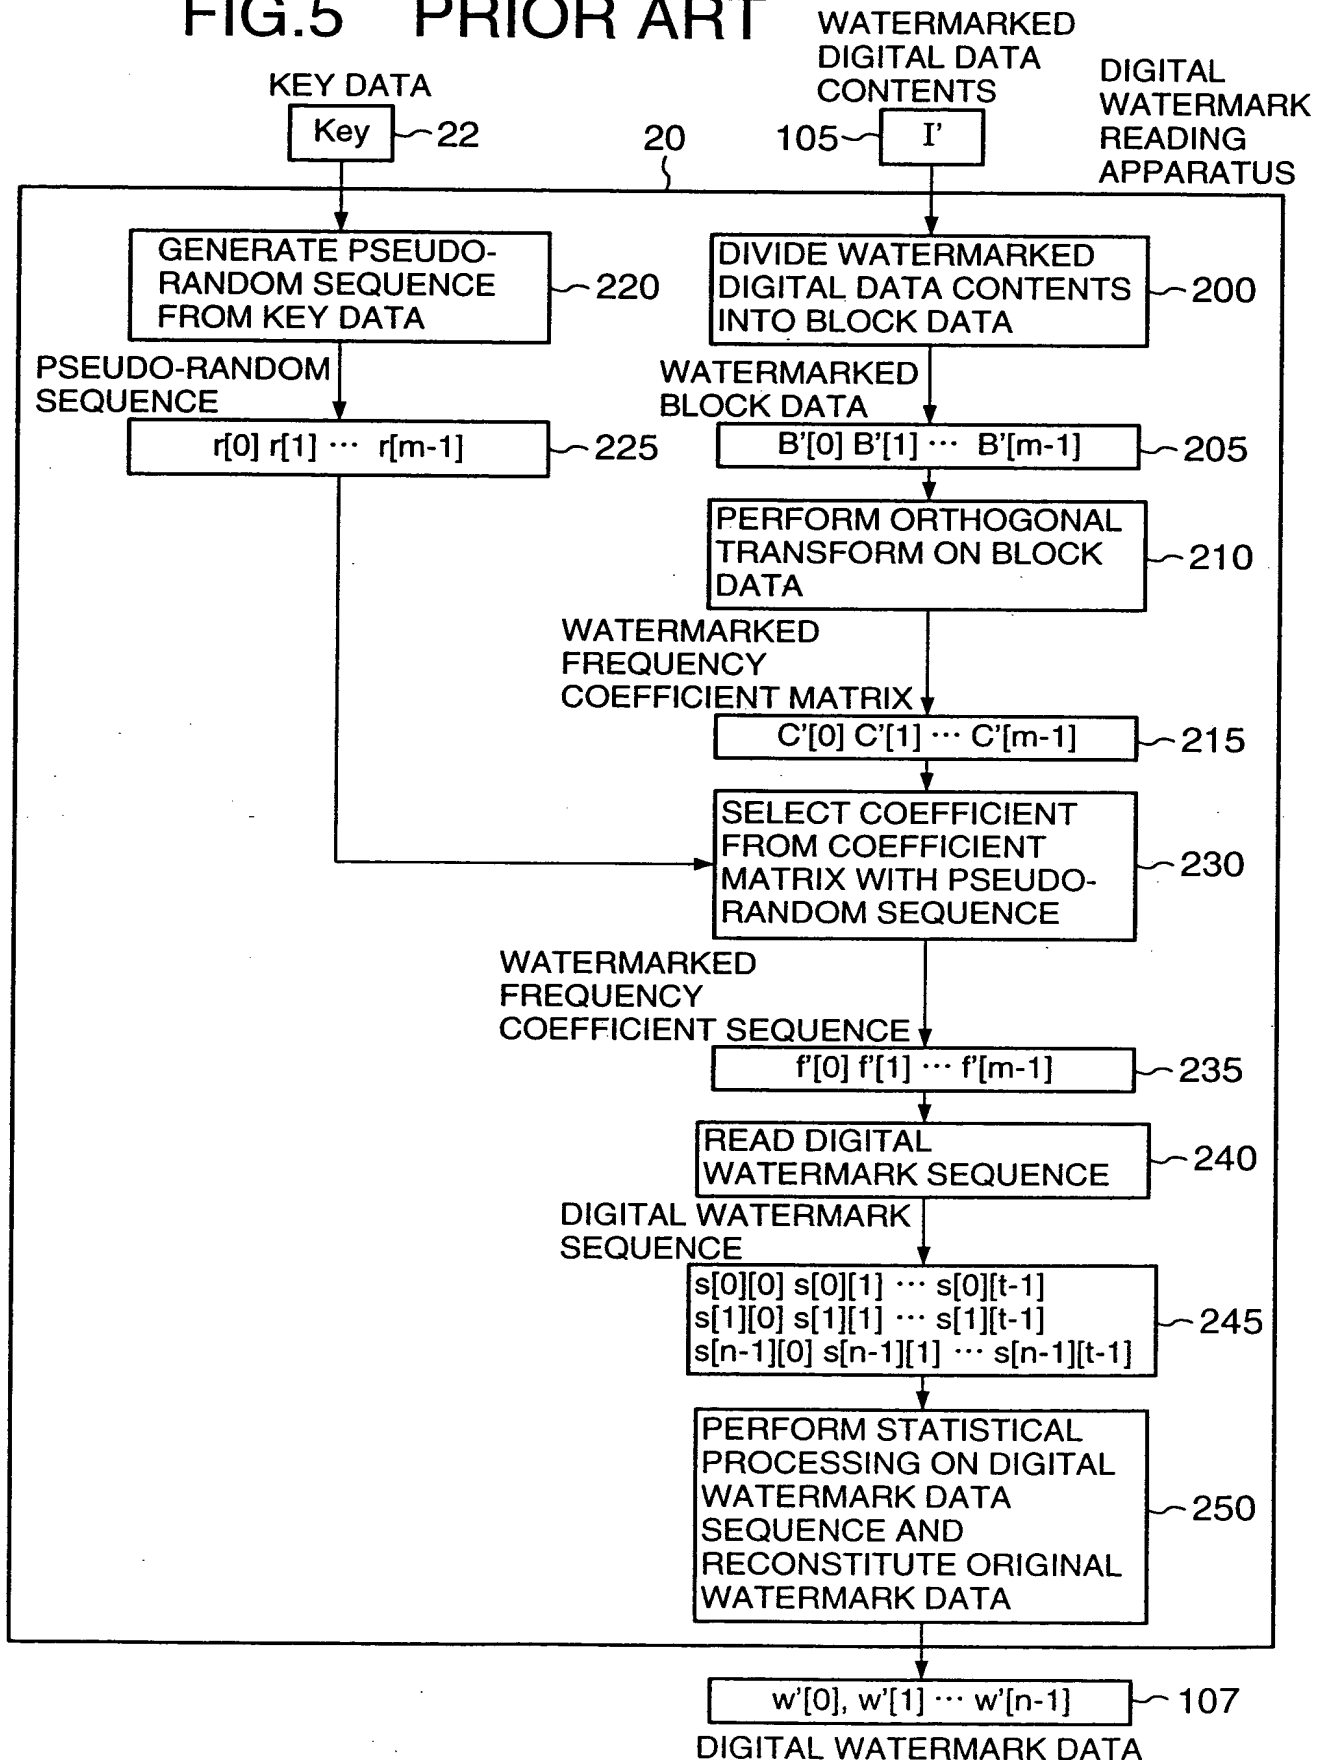 FIG.5 PRIOR ART
WATERMARKED
DIGITAL DATA
CONTENTS
DIGITAL
WATERMARK
READING
APPARATUS
KEY DATA
Key
22
20
105
I'
GENERATE PSEUDO-
RANDOM SEQUENCE
FROM KEY DATA
220
DIVIDE WATERMARKED
DIGITAL DATA CONTENTS
INTO BLOCK DATA
200
PSEUDO-RANDOM
SEQUENCE
WATERMARKED
BLOCK DATA
r[0] r[1] ··· r[m-1]
225
B'[0] B'[1] ··· B'[m-1]
205
PERFORM ORTHOGONAL
TRANSFORM ON BLOCK
DATA
210
WATERMARKED
FREQUENCY
COEFFICIENT MATRIX
C'[0] C'[1] ··· C'[m-1]
215
SELECT COEFFICIENT
FROM COEFFICIENT
MATRIX WITH PSEUDO-
RANDOM SEQUENCE
230
WATERMARKED
FREQUENCY
COEFFICIENT SEQUENCE
f'[0] f'[1] ··· f'[m-1]
235
READ DIGITAL
WATERMARK SEQUENCE
240
DIGITAL WATERMARK
SEQUENCE
s[0][0] s[0][1] ··· s[0][t-1]
s[1][0] s[1][1] ··· s[1][t-1]
s[n-1][0] s[n-1][1] ··· s[n-1][t-1]
245
PERFORM STATISTICAL
PROCESSING ON DIGITAL
WATERMARK DATA
SEQUENCE AND
RECONSTITUTE ORIGINAL
WATERMARK DATA
250
w'[0], w'[1] ··· w'[n-1]
107
DIGITAL WATERMARK DATA